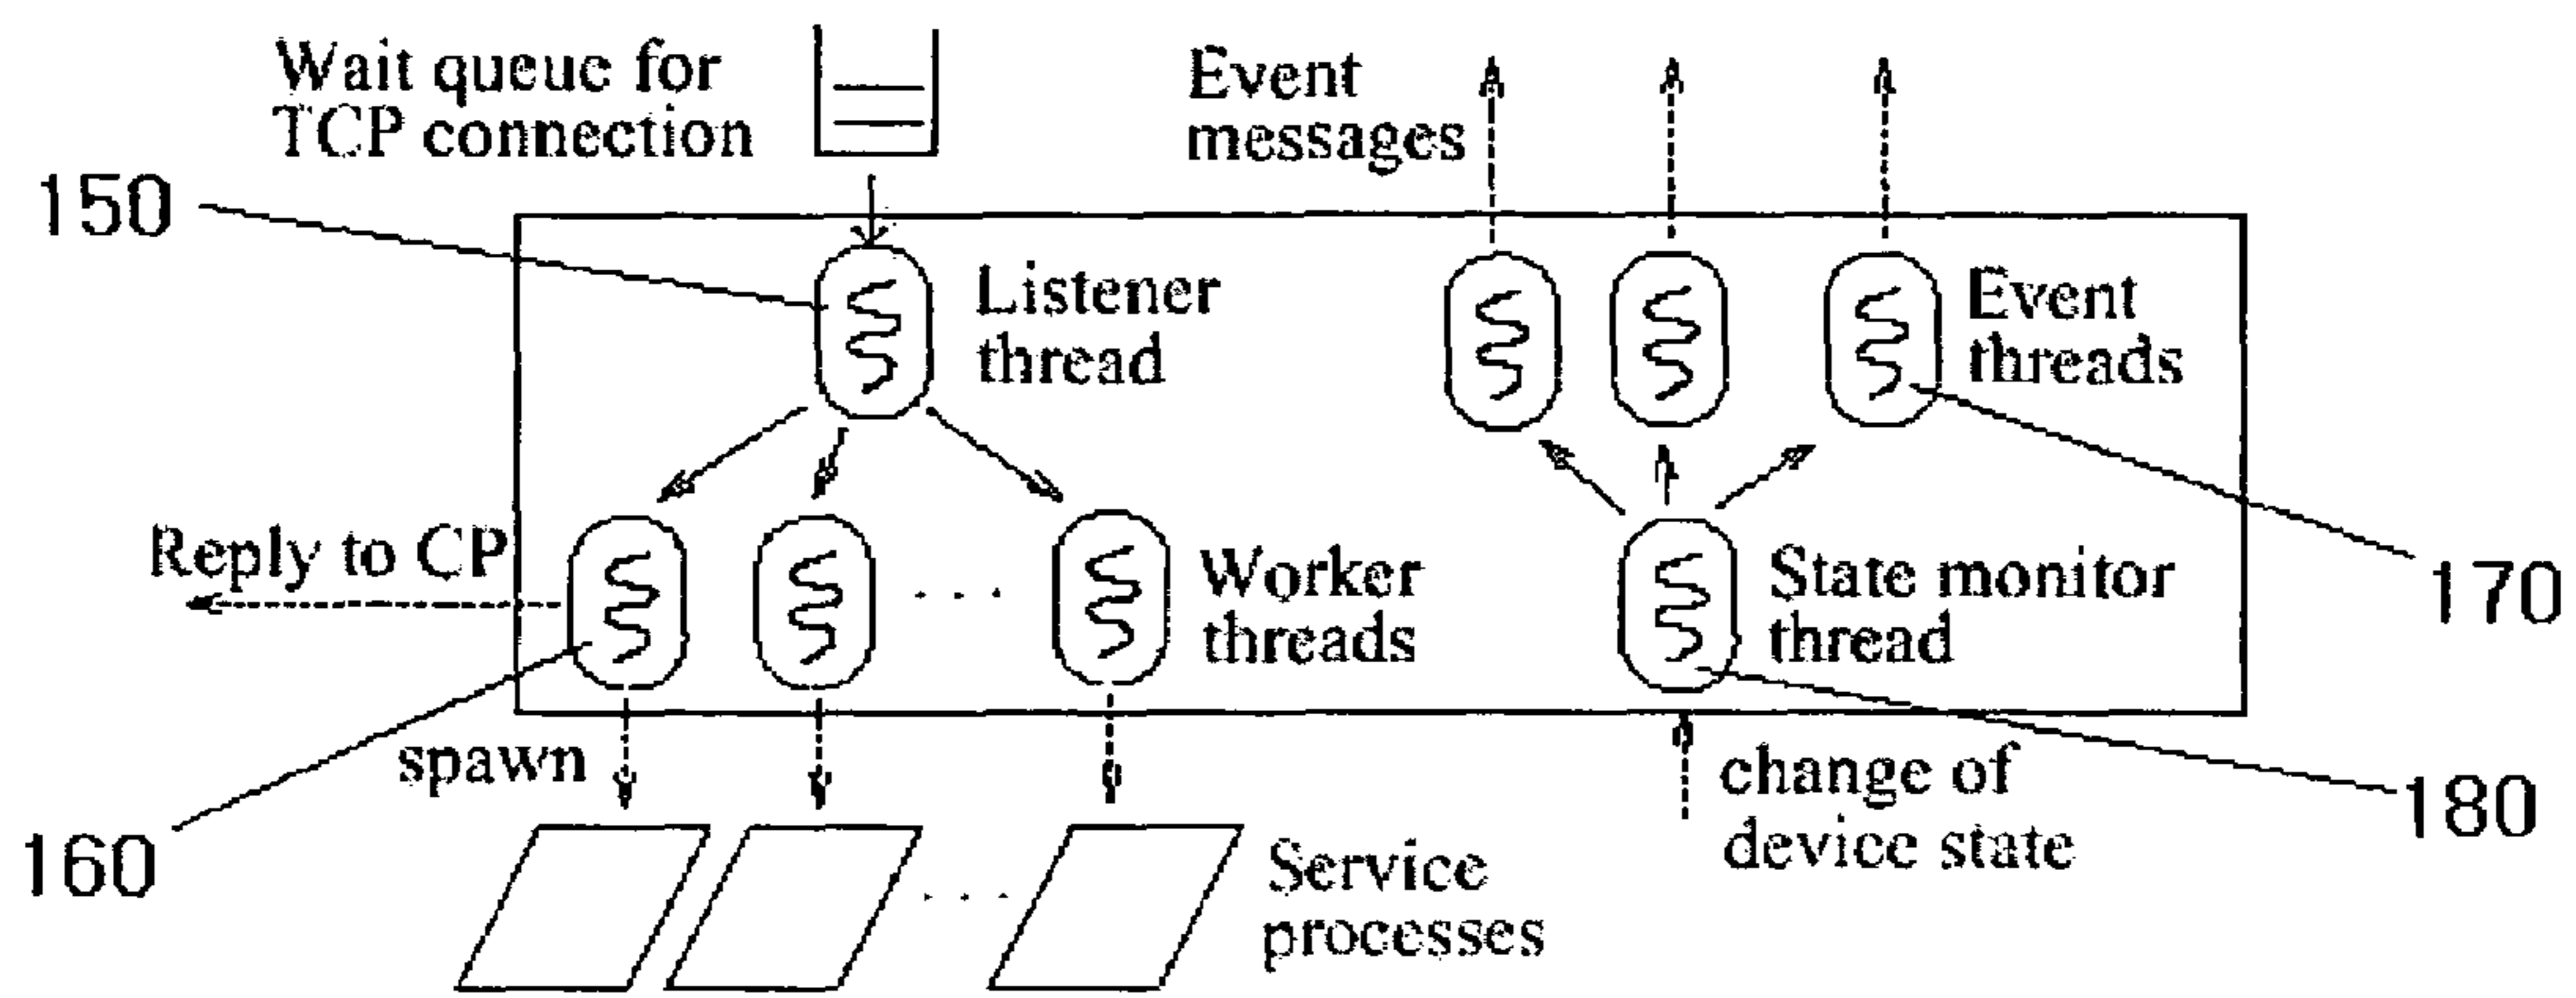 Wait queue for
TCP connection
Event
messages
150
Listener
thread
Event
threads
Reply to CP
Worker
threads
State monitor
thread
170
spawn
change of
device state
180
160
Service
processes